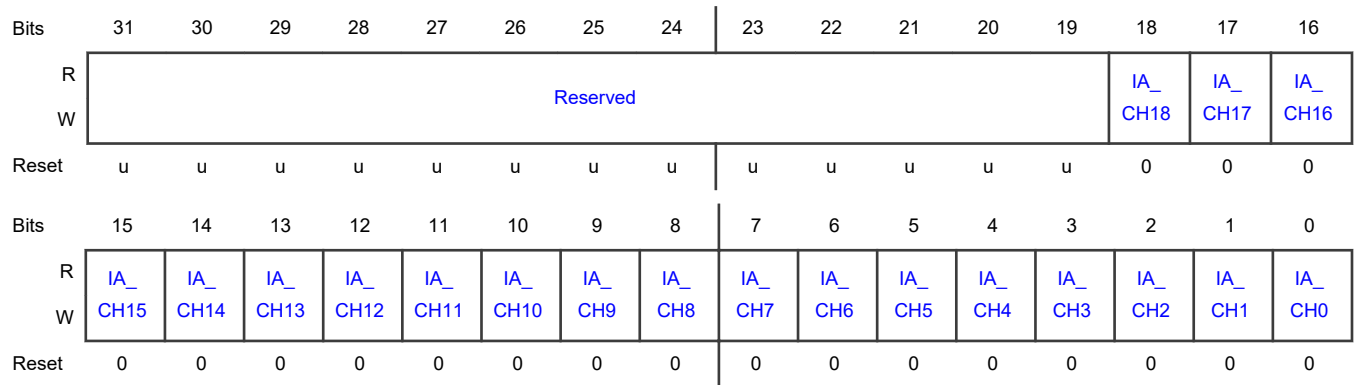 Bits 31 30 29 28 27 26 25 24 23 22 21 20 19 18 17 16
R
W
Reserved
IA_ IA_ IA_
CH18 CH17 CH16
Reset u u u u u u u u u u u u u 0 0 0
Bits 15 14 13 12 11 10 9 8 7 6 5 4 3 2 1 0
R IA_ IA_ IA_ IA_ IA_ IA_ IA_ IA_ IA_ IA_ IA_ IA_ IA_ IA_ IA_ IA_
W CH15 CH14 CH13 CH12 CH11 CH10 CH9 CH8 CH7 CH6 CH5 CH4 CH3 CH2 CH1 CH0
Reset 0 0 0 0 0 0 0 0 0 0 0 0 0 0 0 0